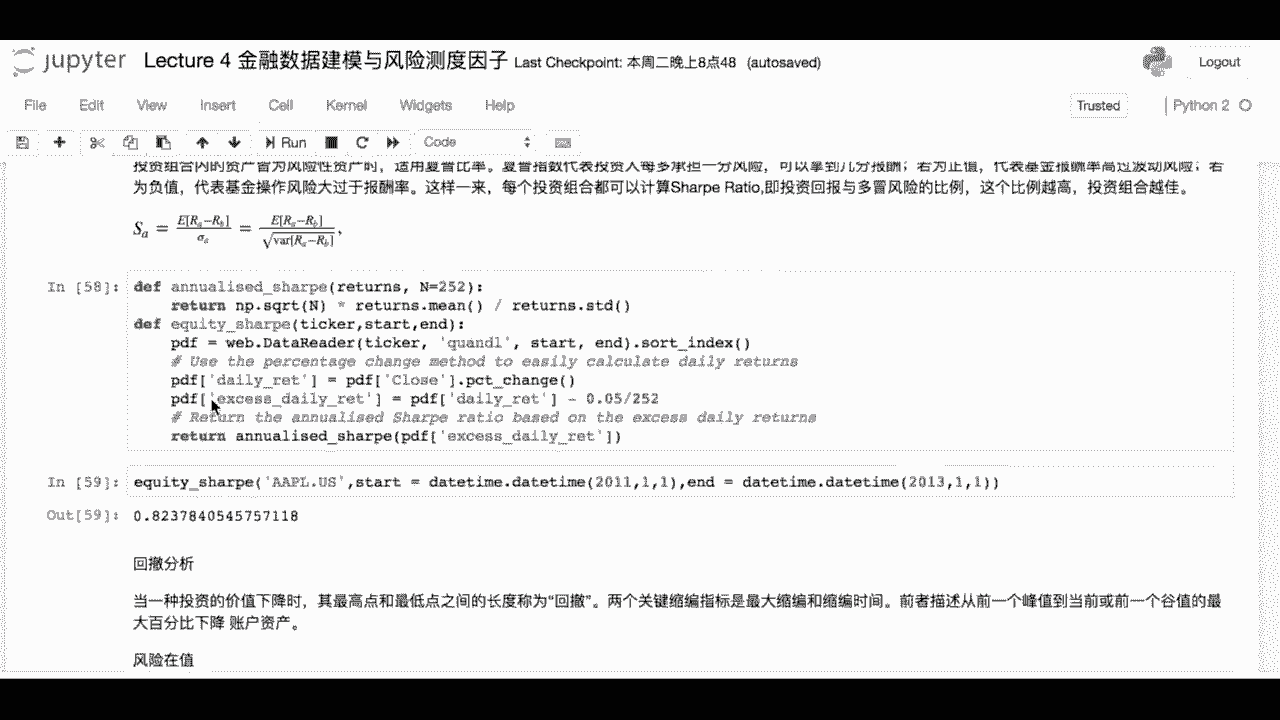 jupyter Lecture 4 金融数据建模与风险测度因子 Last Checkpoint: 本周二晚上8点48 (autosaved) Logout
File Edit View Insert Cell Kernel Widgets Help Trusted Python 2
Run Code
投资组合内的资产皆为风险性资产时，适用夏普比率。夏普指数代表投资人每多承担一分风险，可以拿到几分报酬；若为正值，代表基金报酬率高过波动风险；若
为负值，代表基金操作风险大过于报酬率。这样一来，每个投资组合都可以计算Sharpe Ratio,即投资回报与多冒风险的比例，这个比例越高，投资组合越佳。
S_a = E[R_a−R_b] / σ_a = E[R_a−R_b] / √var[R_a−R_b],
In [58]: def annualised_sharpe(returns, N=252):
return np.sqrt(N) * returns.mean() / returns.std()
def equity_sharpe(ticker,start,end):
pdf = web.DataReader(ticker, 'quandl', start, end).sort_index()
# Use the percentage change method to easily calculate daily returns
pdf['daily_ret'] = pdf['Close'].pct_change()
pdf['excess_daily_ret'] = pdf['daily_ret'] - 0.05/252
# Return the annualised Sharpe ratio based on the excess daily returns
return annualised_sharpe(pdf['excess_daily_ret'])
In [59]: equity_sharpe('AAPL.US',start = datetime.datetime(2011,1,1),end = datetime.datetime(2013,1,1))
Out[59]: 0.8237840545757118
回撤分析
当一种投资的价值下降时，其最高点和最低点之间的长度称为“回撤”。两个关键缩编指标是最大缩编和缩编时间。前者描述从前一个峰值到当前或前一个谷值的最
大百分比下降 账户资产。
风险在值